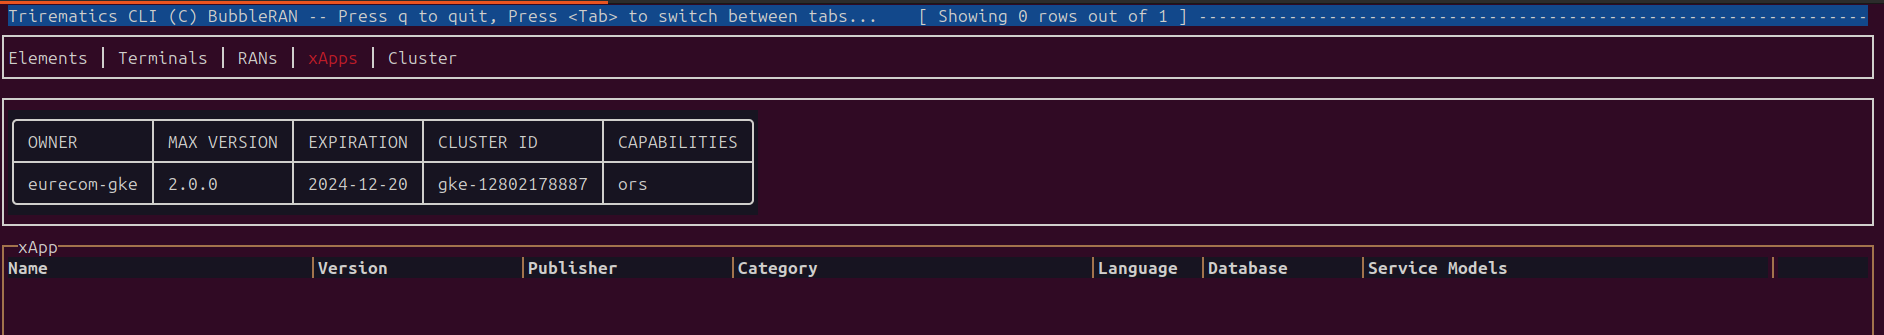 Trirematics CLI (C) BubbleRAN -- Press q to quit, Press <Tab> to switch between tabs... [ Showing 0 rows out of 1 ] -------------------------------------------------------------------
Elements | Terminals | RANs | xApps | Cluster
OWNER MAX VERSION EXPIRATION CLUSTER ID CAPABILITIES
eurecom-gke 2.0.0 2024-12-20 gke-12802178887 ors
xApp
Name Version Publisher Category Language Database Service Models